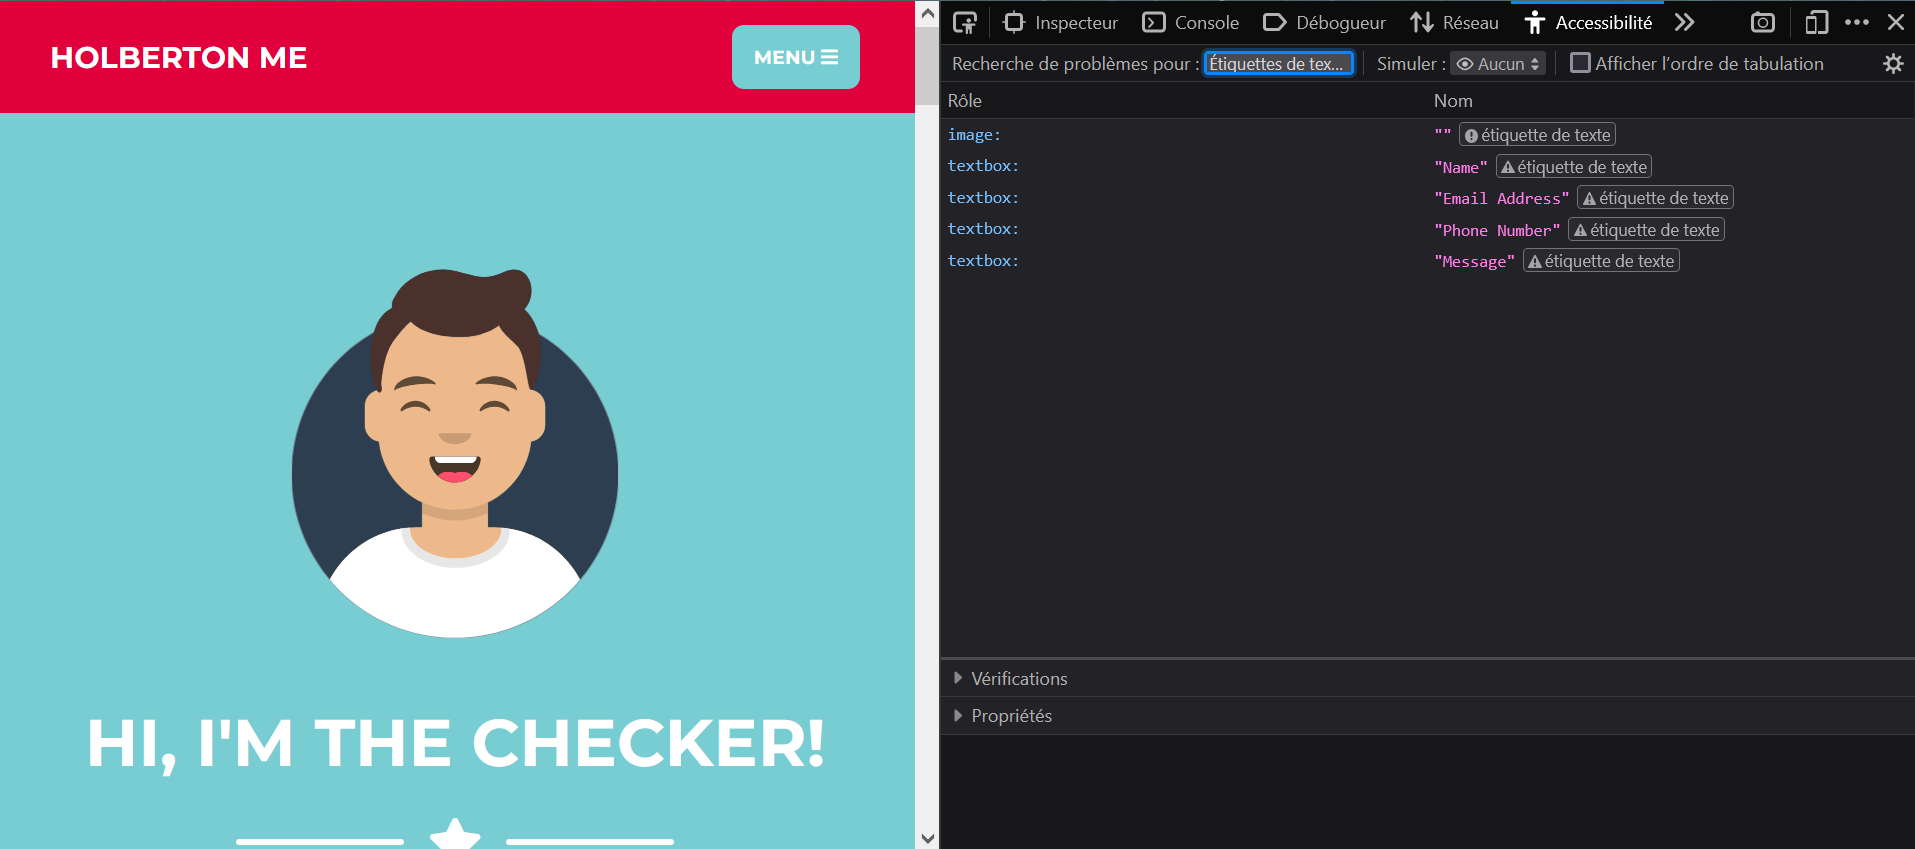 HOLBERTON ME
MENU
HI, I'M THE CHECKER!
Inspecteur Console Débogueur Réseau Accessibilité
Recherche de problèmes pour : Étiquettes de tex... Simuler : Aucun Afficher l'ordre de tabulation
Rôle Nom
image: "" étiquette de texte
textbox: "Name" étiquette de texte
textbox: "Email Address" étiquette de texte
textbox: "Phone Number" étiquette de texte
textbox: "Message" étiquette de texte
Vérifications
Propriétés